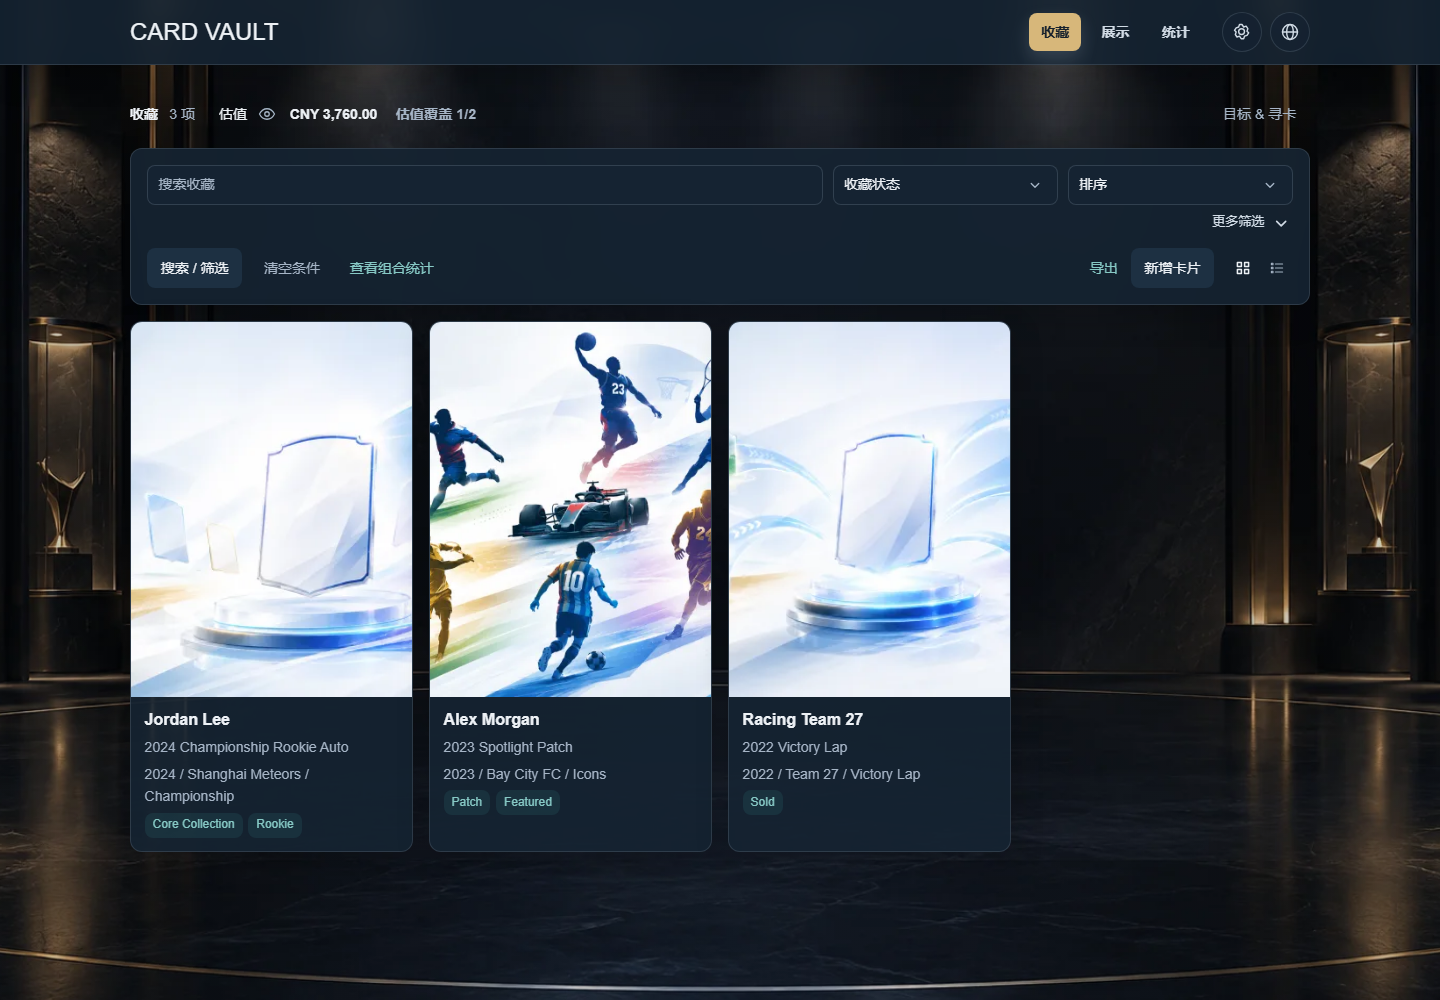 CARD VAULT
收藏 展示 统计
收藏 3 项 估值 CNY 3,760.00 估值覆盖 1/2 目标 & 寻卡
搜索收藏 收藏状态 排序
更多筛选
搜索 / 筛选 清空条件 查看组合统计 导出 新增卡片
23
24
10
Jordan Lee
2024 Championship Rookie Auto
2024 / Shanghai Meteors /
Championship
Core Collection Rookie
Alex Morgan
2023 Spotlight Patch
2023 / Bay City FC / Icons
Patch Featured
Racing Team 27
2022 Victory Lap
2022 / Team 27 / Victory Lap
Sold